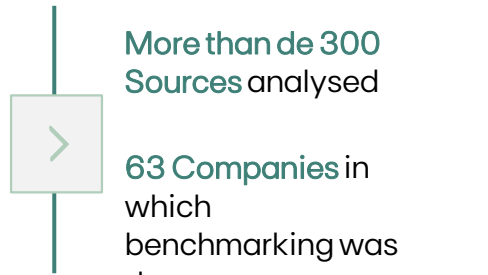 More than de 300
Sources analysed
63 Companies in
which
benchmarking was